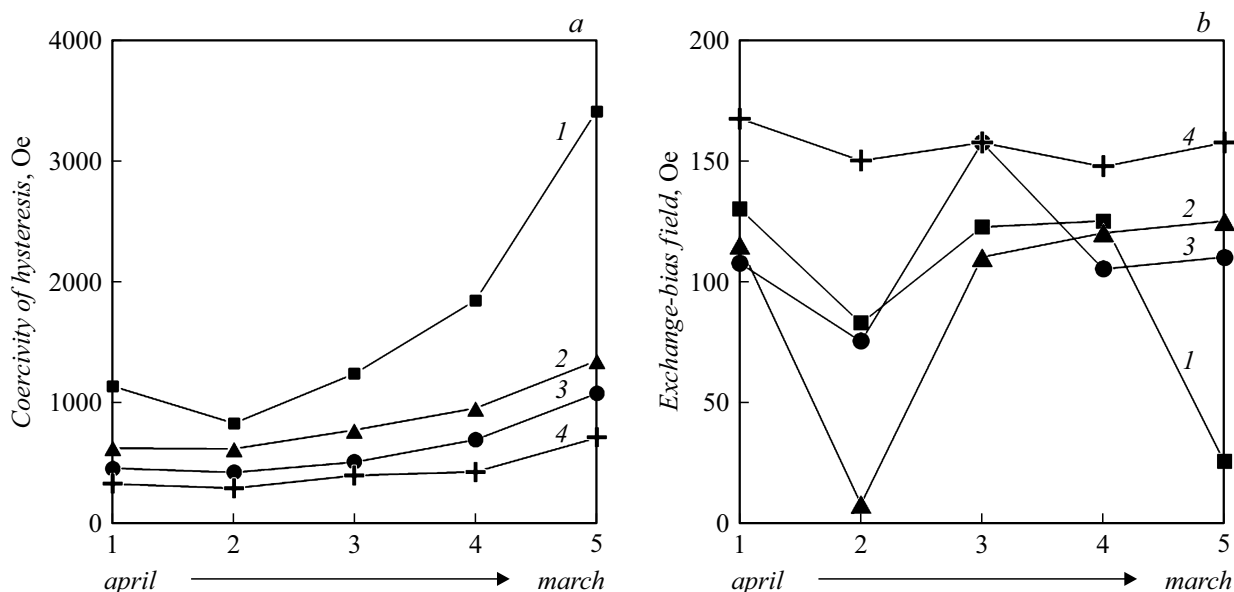 a
Coercivity of hysteresis, Oe
4000
3000
2000
1000
0
1
2
3
4
1 2 3 4 5
april march
b
Exchange-bias field, Oe
200
150
100
50
0
4
2
3
1
1 2 3 4 5
april march